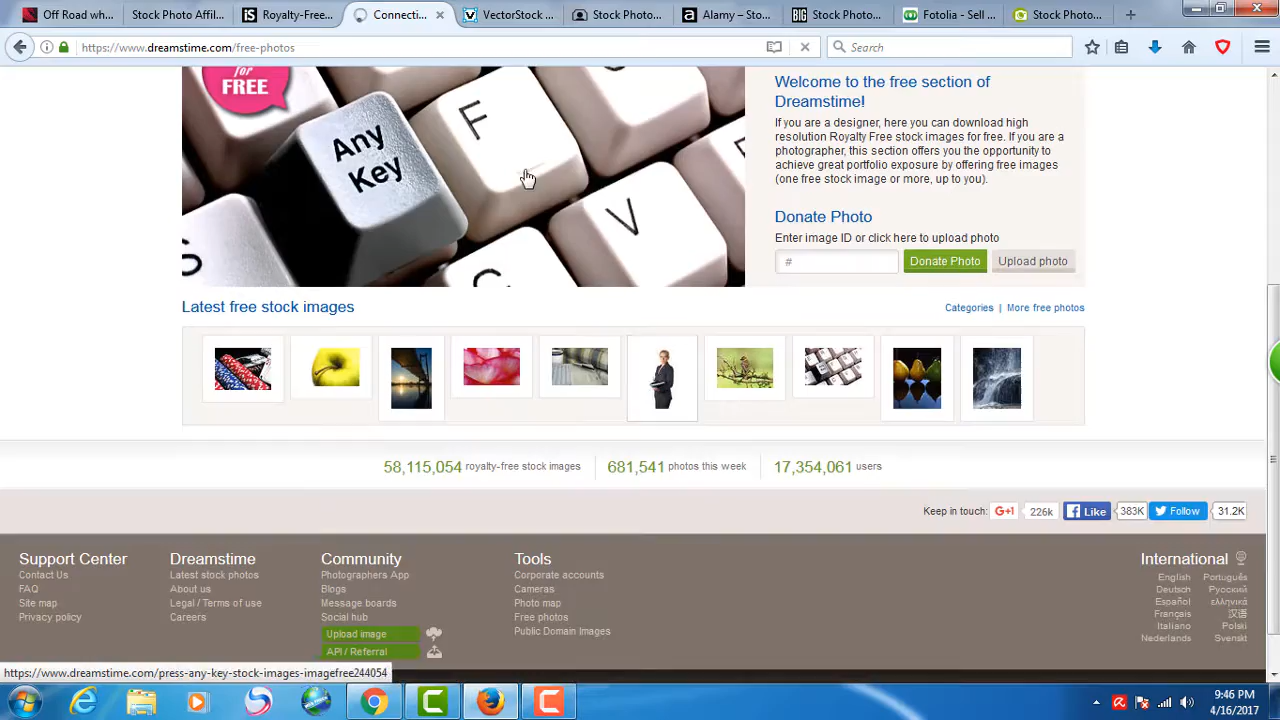 Off Road wh...
Stock Photo Affil...
iS Royalty-Free...
Connecti...
VectorStock ...
Stock Photo...
a Alamy – Sto...
BIG Stock Photo...
Fotolia - Sell ...
Stock Photo...
https://www.dreamstime.com/free-photos
Search
for
FREE
Any
Key
F
V
S
C
Welcome to the free section of
Dreamstime!
If you are a designer, here you can download high
resolution Royalty Free stock images for free. If you are a
photographer, this section offers you the opportunity to
achieve great portfolio exposure by offering free images
(one free stock image or more, up to you).
Donate Photo
Enter image ID or click here to upload photo
# Donate Photo Upload photo
Latest free stock images
Categories | More free photos
58,115,054 royalty-free stock images 681,541 photos this week 17,354,061 users
Keep in touch: G+1 226k Like 383K Follow 31.2K
Support Center
Contact Us
FAQ
Site map
Privacy policy
Dreamstime
Latest stock photos
About us
Legal / Terms of use
Careers
Community
Photographers App
Blogs
Message boards
Social hub
Upload image
API / Referral
Tools
Corporate accounts
Cameras
Photo map
Free photos
Public Domain Images
International
English Português
Deutsch Русский
Español ελληνικά
Français 汉语
Italiano Polski
Nederlands Svenskt
https://www.dreamstime.com/press-any-key-stock-images-imagefree244054
9:46 PM
4/16/2017